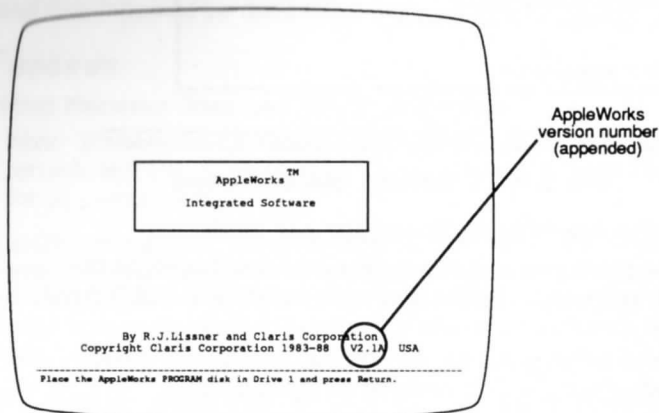 AppleWorks™
Integrated Software
AppleWorks
version number
(appended)
By R.J.Lissner and Claris Corporation
Copyright Claris Corporation 1983-88 V2.1A USA
Place the AppleWorks PROGRAM disk in Drive 1 and press Return.